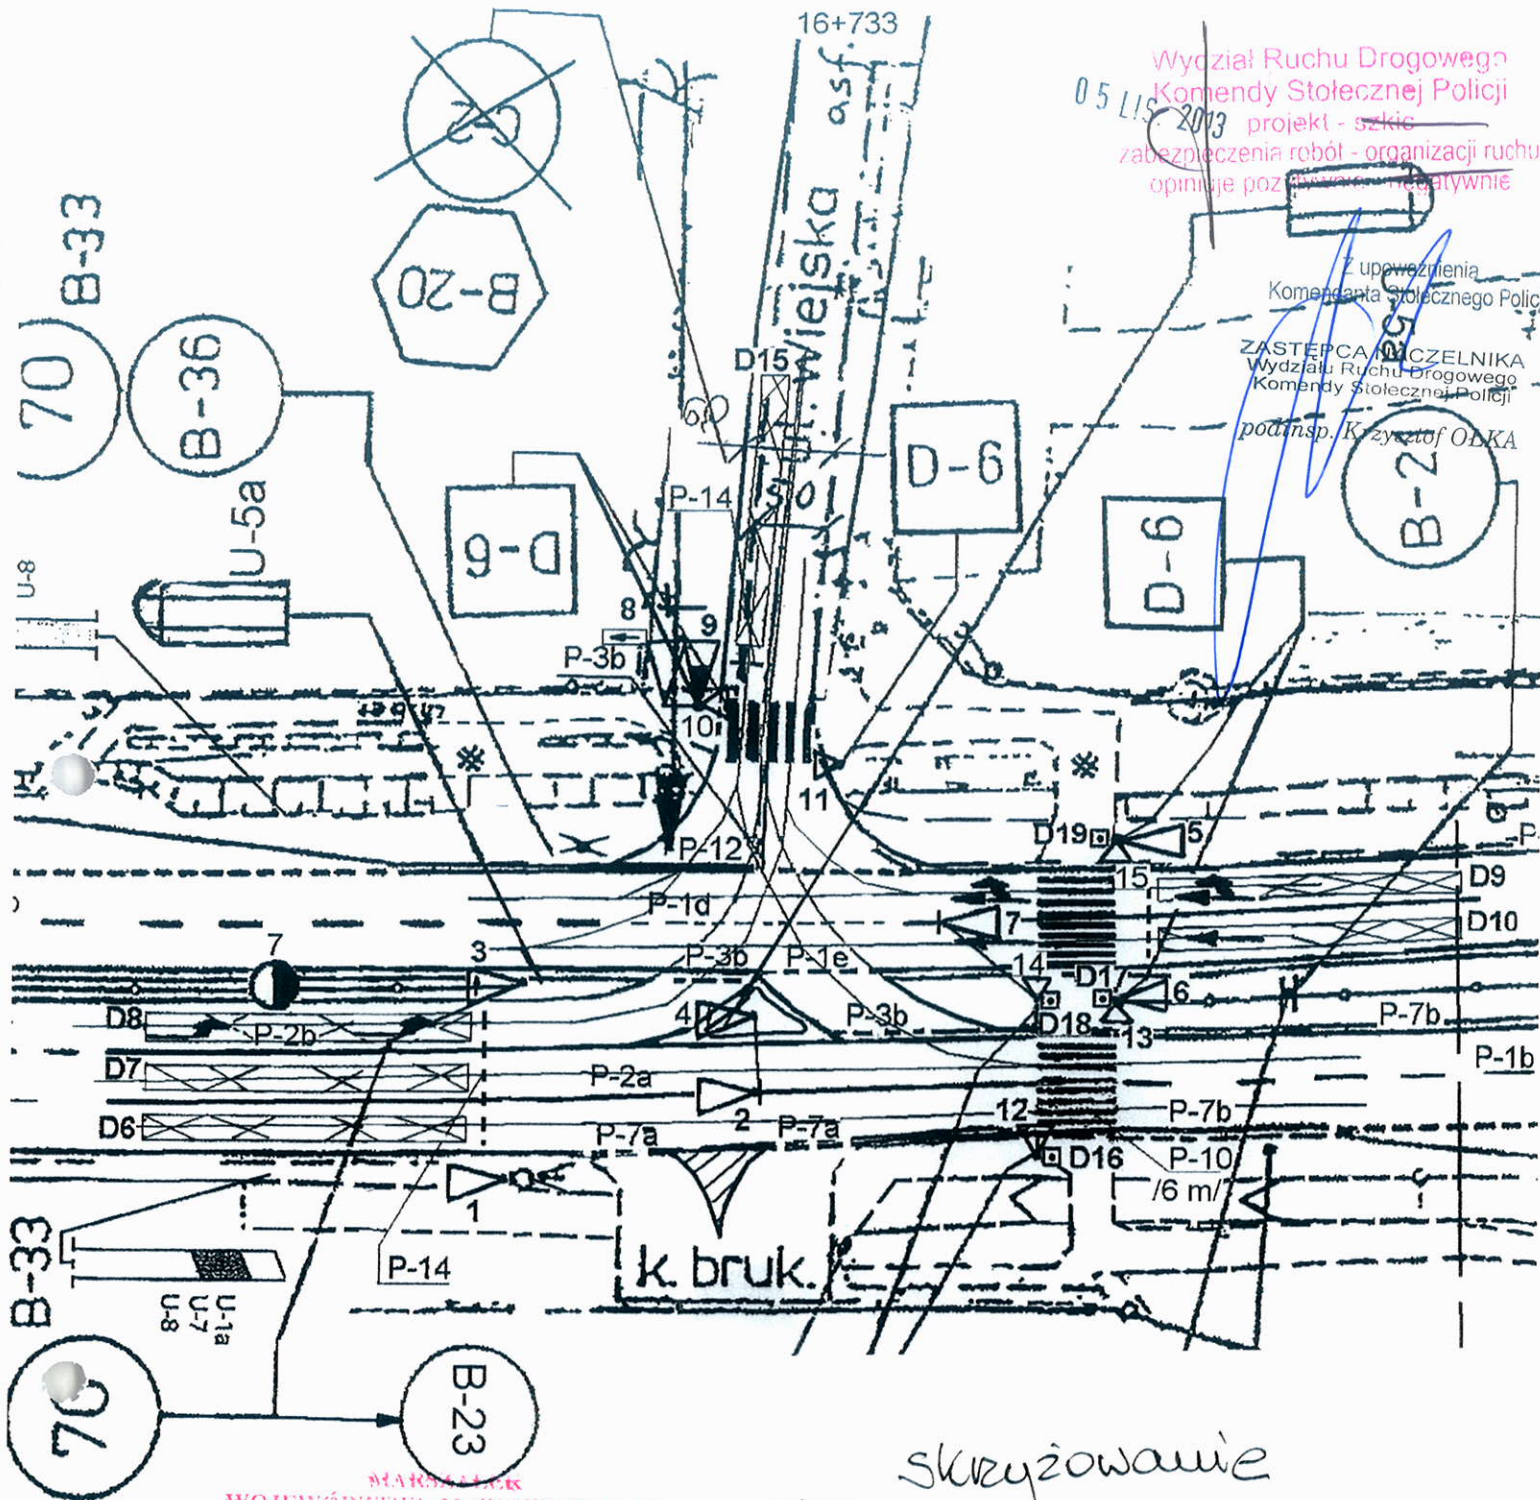 16+733
asf.
ul. Wiejska
Wydział Ruchu Drogowego
Komendy Stołecznej Policji
05 LIS. 2013
projekt - szkic
zabezpieczenia robót - organizacji ruchu
opiniuje pozytywnie - negatywnie
Z upoważnienia
Komendanta Stołecznego Policji
ZASTĘPCA NACZELNIKA
Wydziału Ruchu Drogowego
Komendy Stołecznej Policji
podinsp. Krzysztof OŁKA
B-33
70
B-36
B-20
U-5a
U-8
D-6
D-6
D-6
D15
P-14
5.0
8
9
P-3b
10
11
P-12
D19
5
15
D9
D10
P-1d
7
7
3
P-3b
P-1e
14
D17
6
D8
P-2b
4
P-3b
D18
13
P-7b
D7
P-2a
P-1b
2
12
P-7b
D6
P-7a
P-7a
D16
P-10
/6 m/
1
P-14
k. bruk.
B-33
U-8
U-7
U-1a
70
B-23
skrzyżowanie
MARSZAŁEK